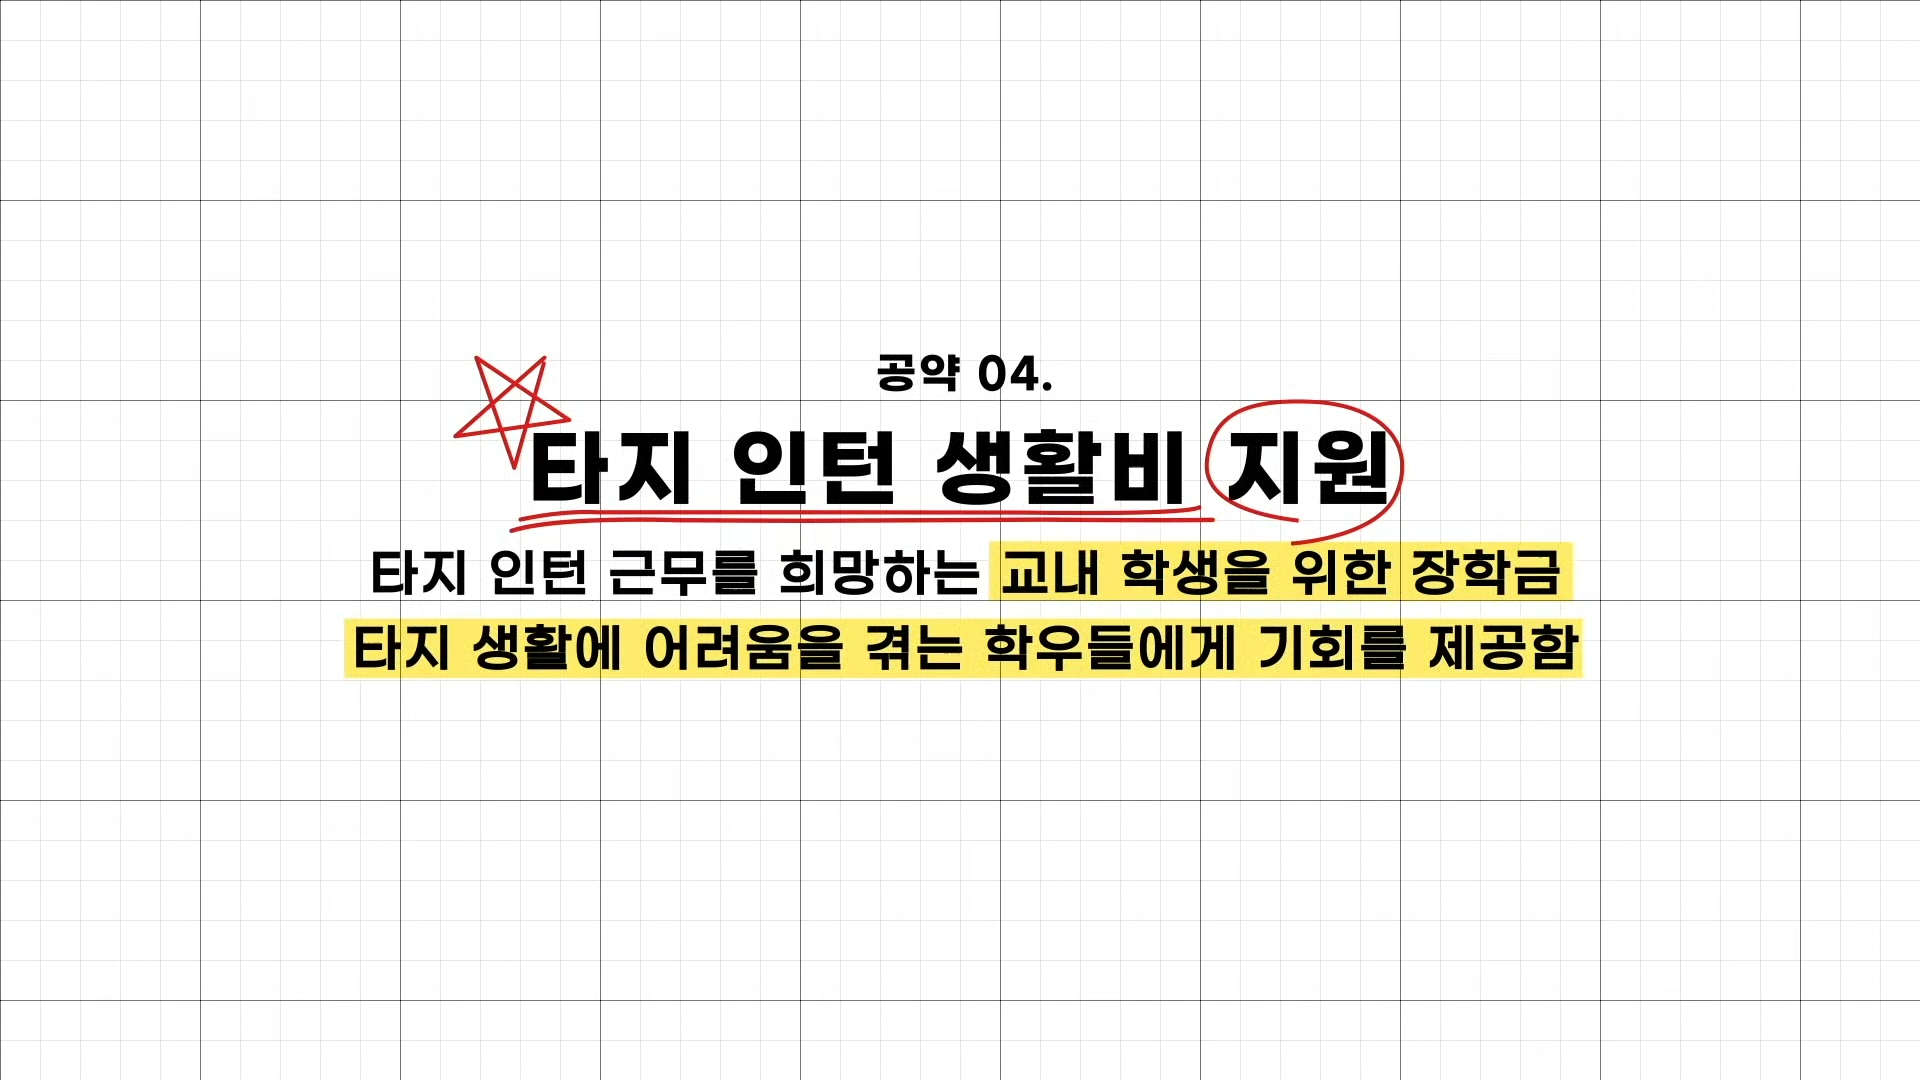 공약 04.
타지 인턴 생활비 지원
타지 인턴 근무를 희망하는 교내 학생을 위한 장학금
타지 생활에 어려움을 겪는 학우들에게 기회를 제공함